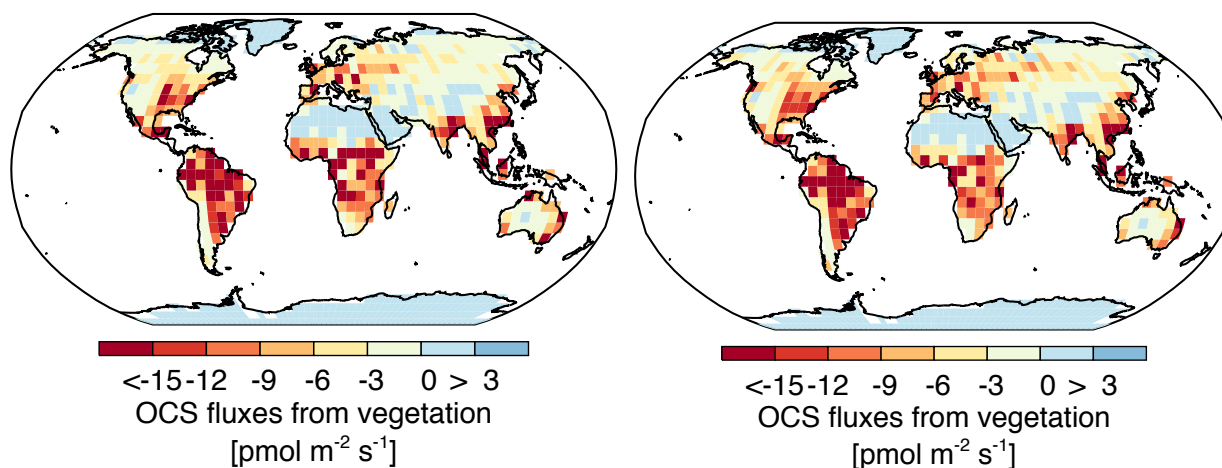 <-15 -12 -9 -6 -3 0 > 3
OCS fluxes from vegetation
[pmol m-2 s-1]
<-15 -12 -9 -6 -3 0 > 3
OCS fluxes from vegetation
[pmol m-2 s-1]